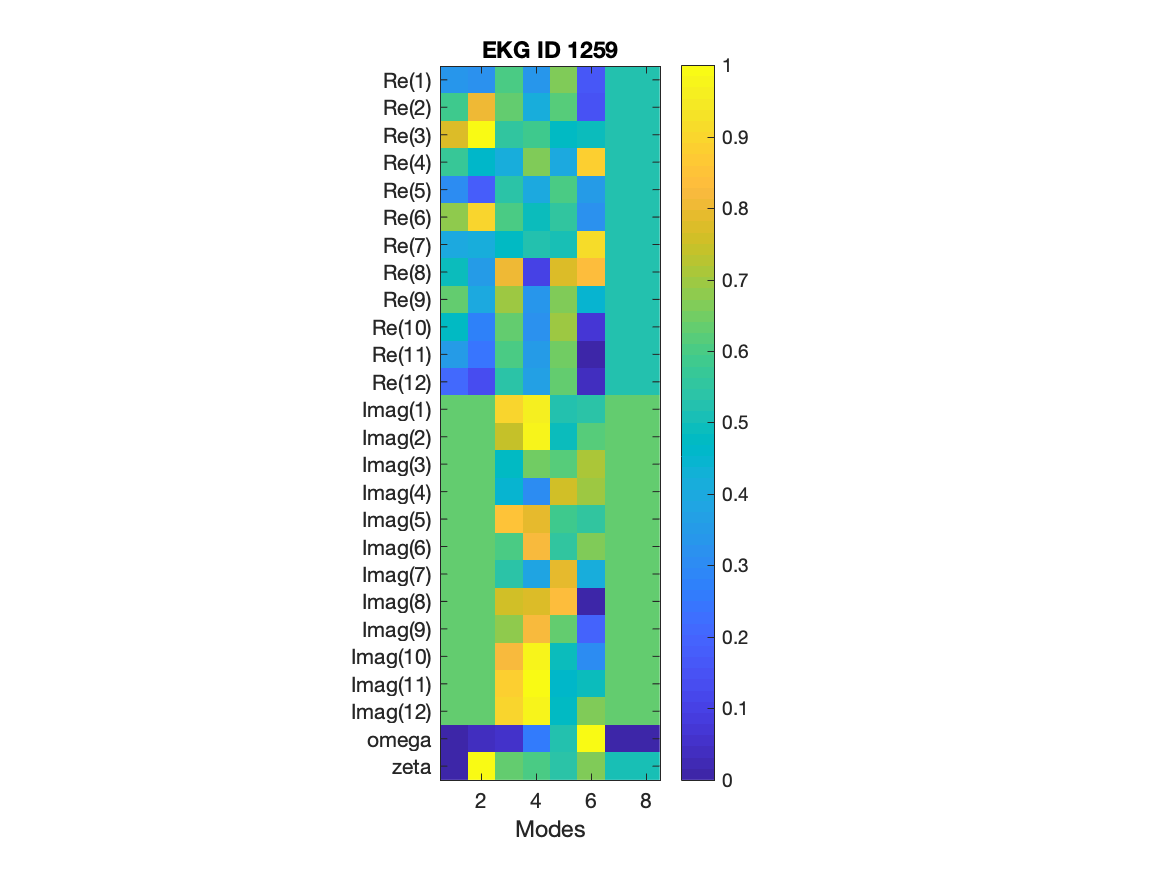 EKG ID 1259
Re(1)
Re(2)
Re(3)
Re(4)
Re(5)
Re(6)
Re(7)
Re(8)
Re(9)
Re(10)
Re(11)
Re(12)
Imag(1)
Imag(2)
Imag(3)
Imag(4)
Imag(5)
Imag(6)
Imag(7)
Imag(8)
Imag(9)
Imag(10)
Imag(11)
Imag(12)
omega
zeta
2 4 6 8
Modes
1
0.9
0.8
0.7
0.6
0.5
0.4
0.3
0.2
0.1
0